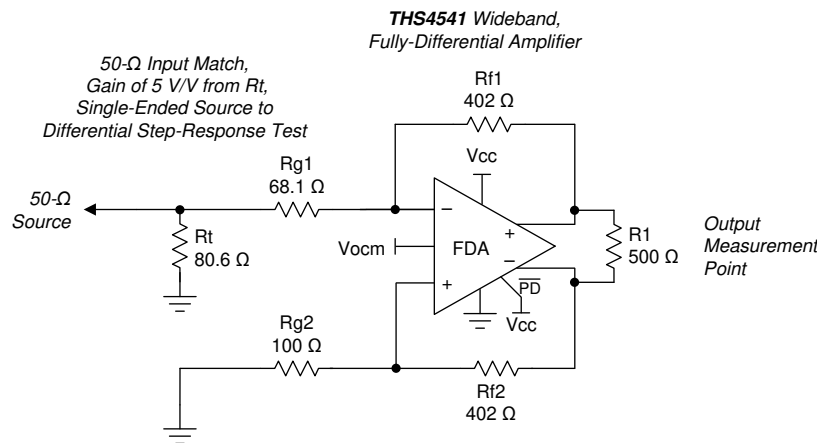 THS4541 Wideband,
Fully-Differential Amplifier
50-Ω Input Match,
Gain of 5 V/V from Rt,
Single-Ended Source to
Differential Step-Response Test
Rf1
402 Ω
Vcc
Rg1
68.1 Ω
50-Ω
Source
Rt
80.6 Ω
Vocm
−
+
FDA
+
−
PD
Vcc
R1
500 Ω
Output
Measurement
Point
Rg2
100 Ω
Rf2
402 Ω